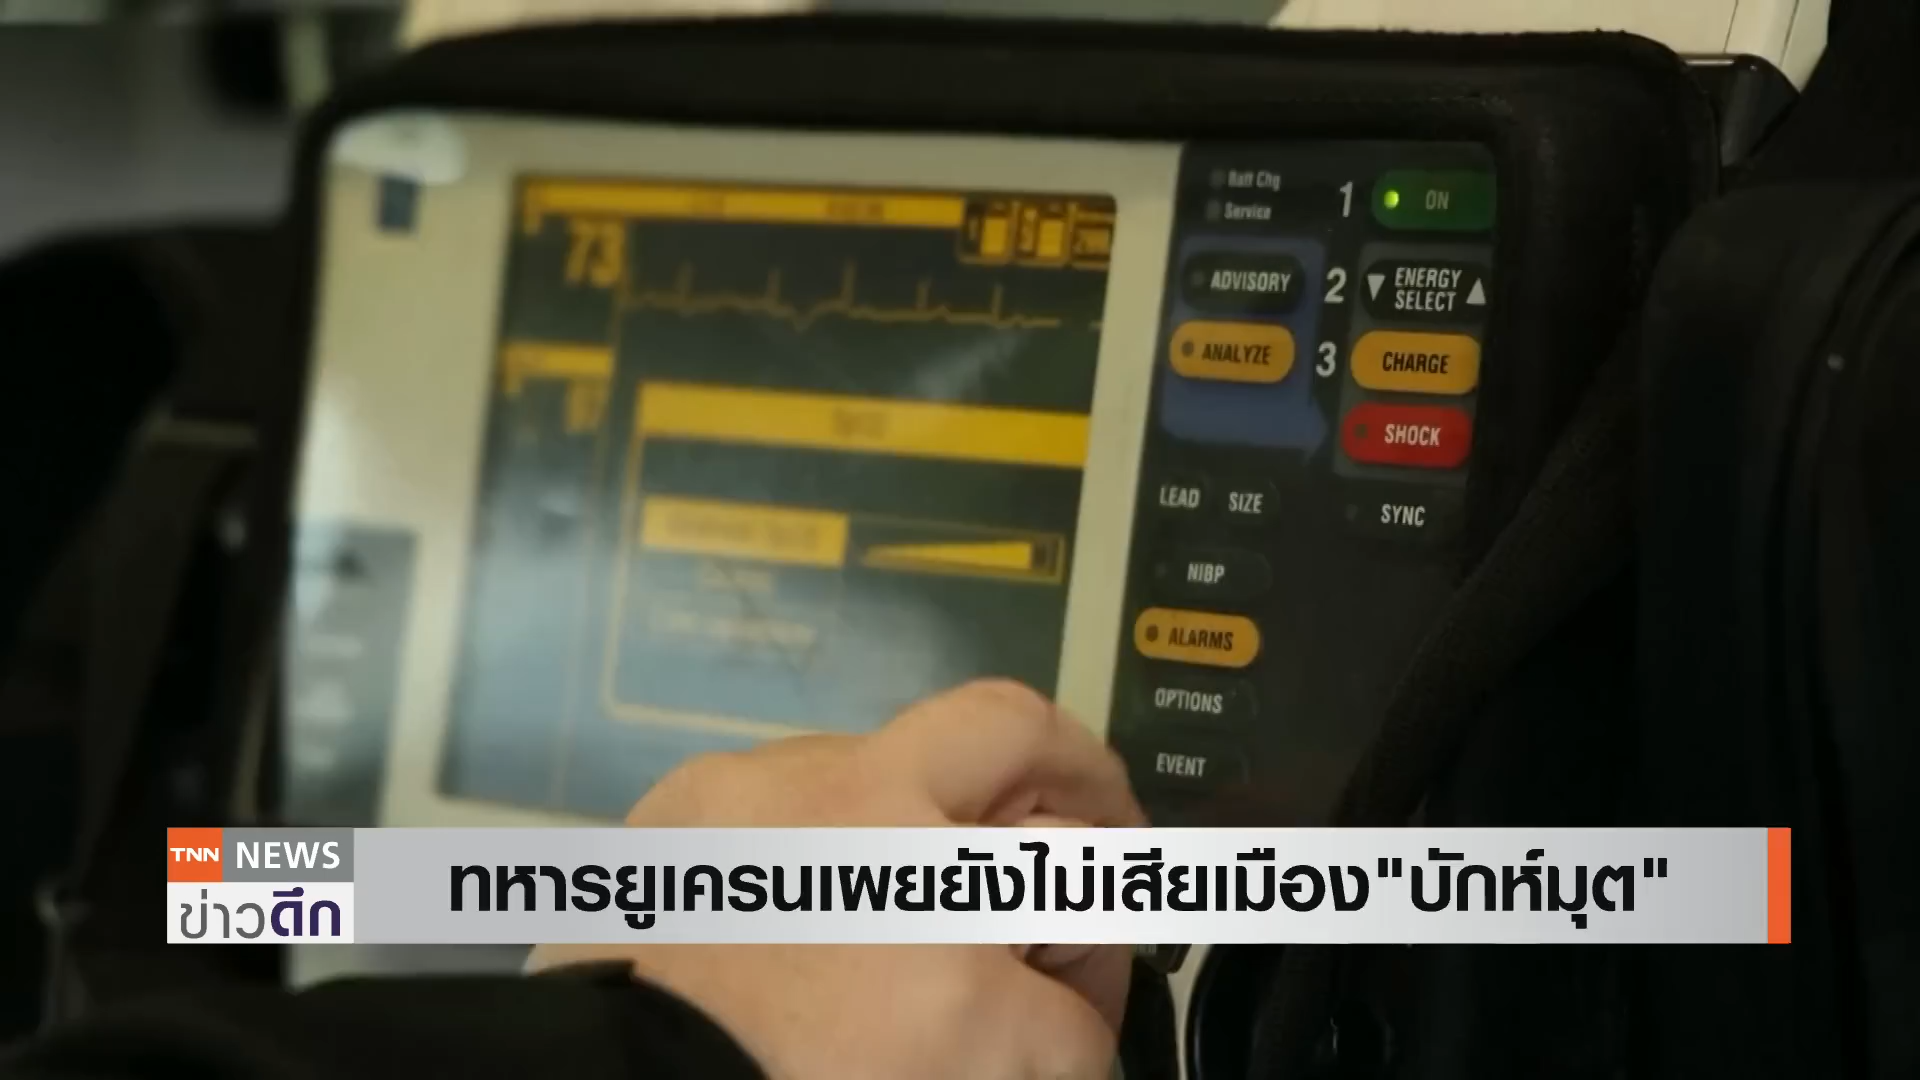 Batt Chg
1
ON
Service
ADVISORY
2
ENERGY
SELECT
ANALYZE
3
CHARGE
SHOCK
LEAD
SIZE
SYNC
NIBP
ALARMS
OPTIONS
EVENT
73
TNN NEWS
ข่าวดึก
ทหารยูเครนเผยยังไม่เสียเมือง"บักห์มุต"